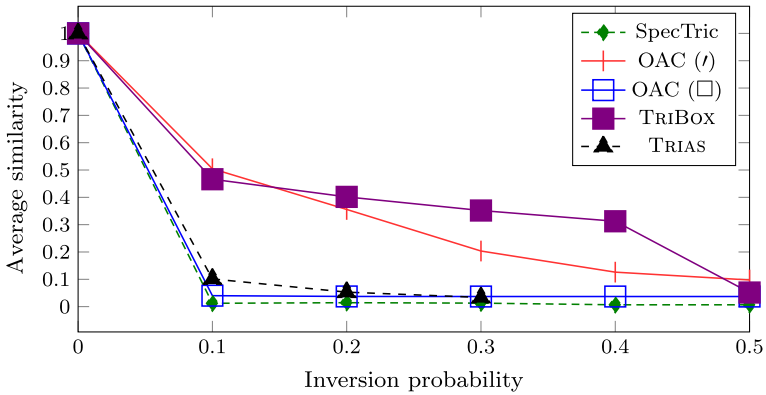 1
0.9
0.8
0.7
0.6
0.5
0.4
0.3
0.2
0.1
0
Average similarity
0
0.1
0.2
0.3
0.4
0.5
Inversion probability
SpecTric
OAC (′)
OAC (□)
TRIBOX
TRIAS